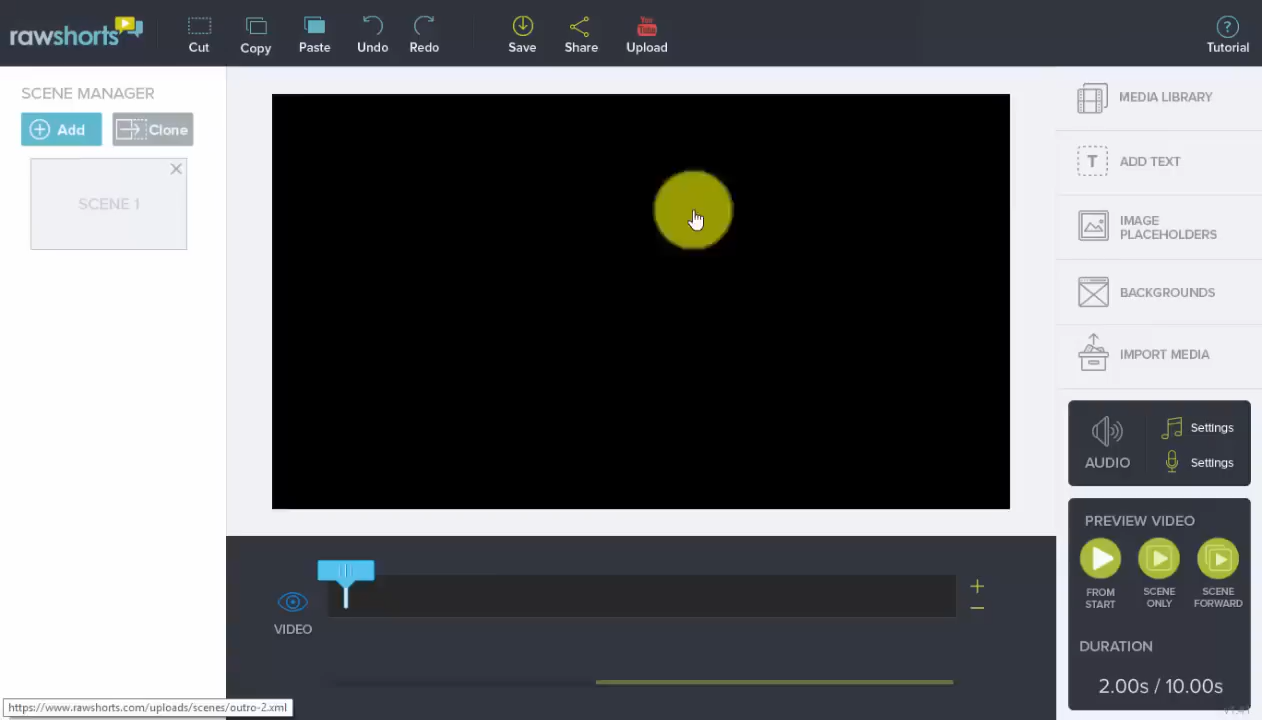 rawshorts
Cut
Copy
Paste
Undo
Redo
Save
Share
You
Tube
Upload
?
Tutorial
SCENE MANAGER
Add
Clone
SCENE 1
MEDIA LIBRARY
T
ADD TEXT
IMAGE
PLACEHOLDERS
BACKGROUNDS
IMPORT MEDIA
AUDIO
Settings
Settings
PREVIEW VIDEO
FROM
START
SCENE
ONLY
SCENE
FORWARD
VIDEO
DURATION
2.00s / 10.00s
https://www.rawshorts.com/uploads/scenes/outro-2.xml